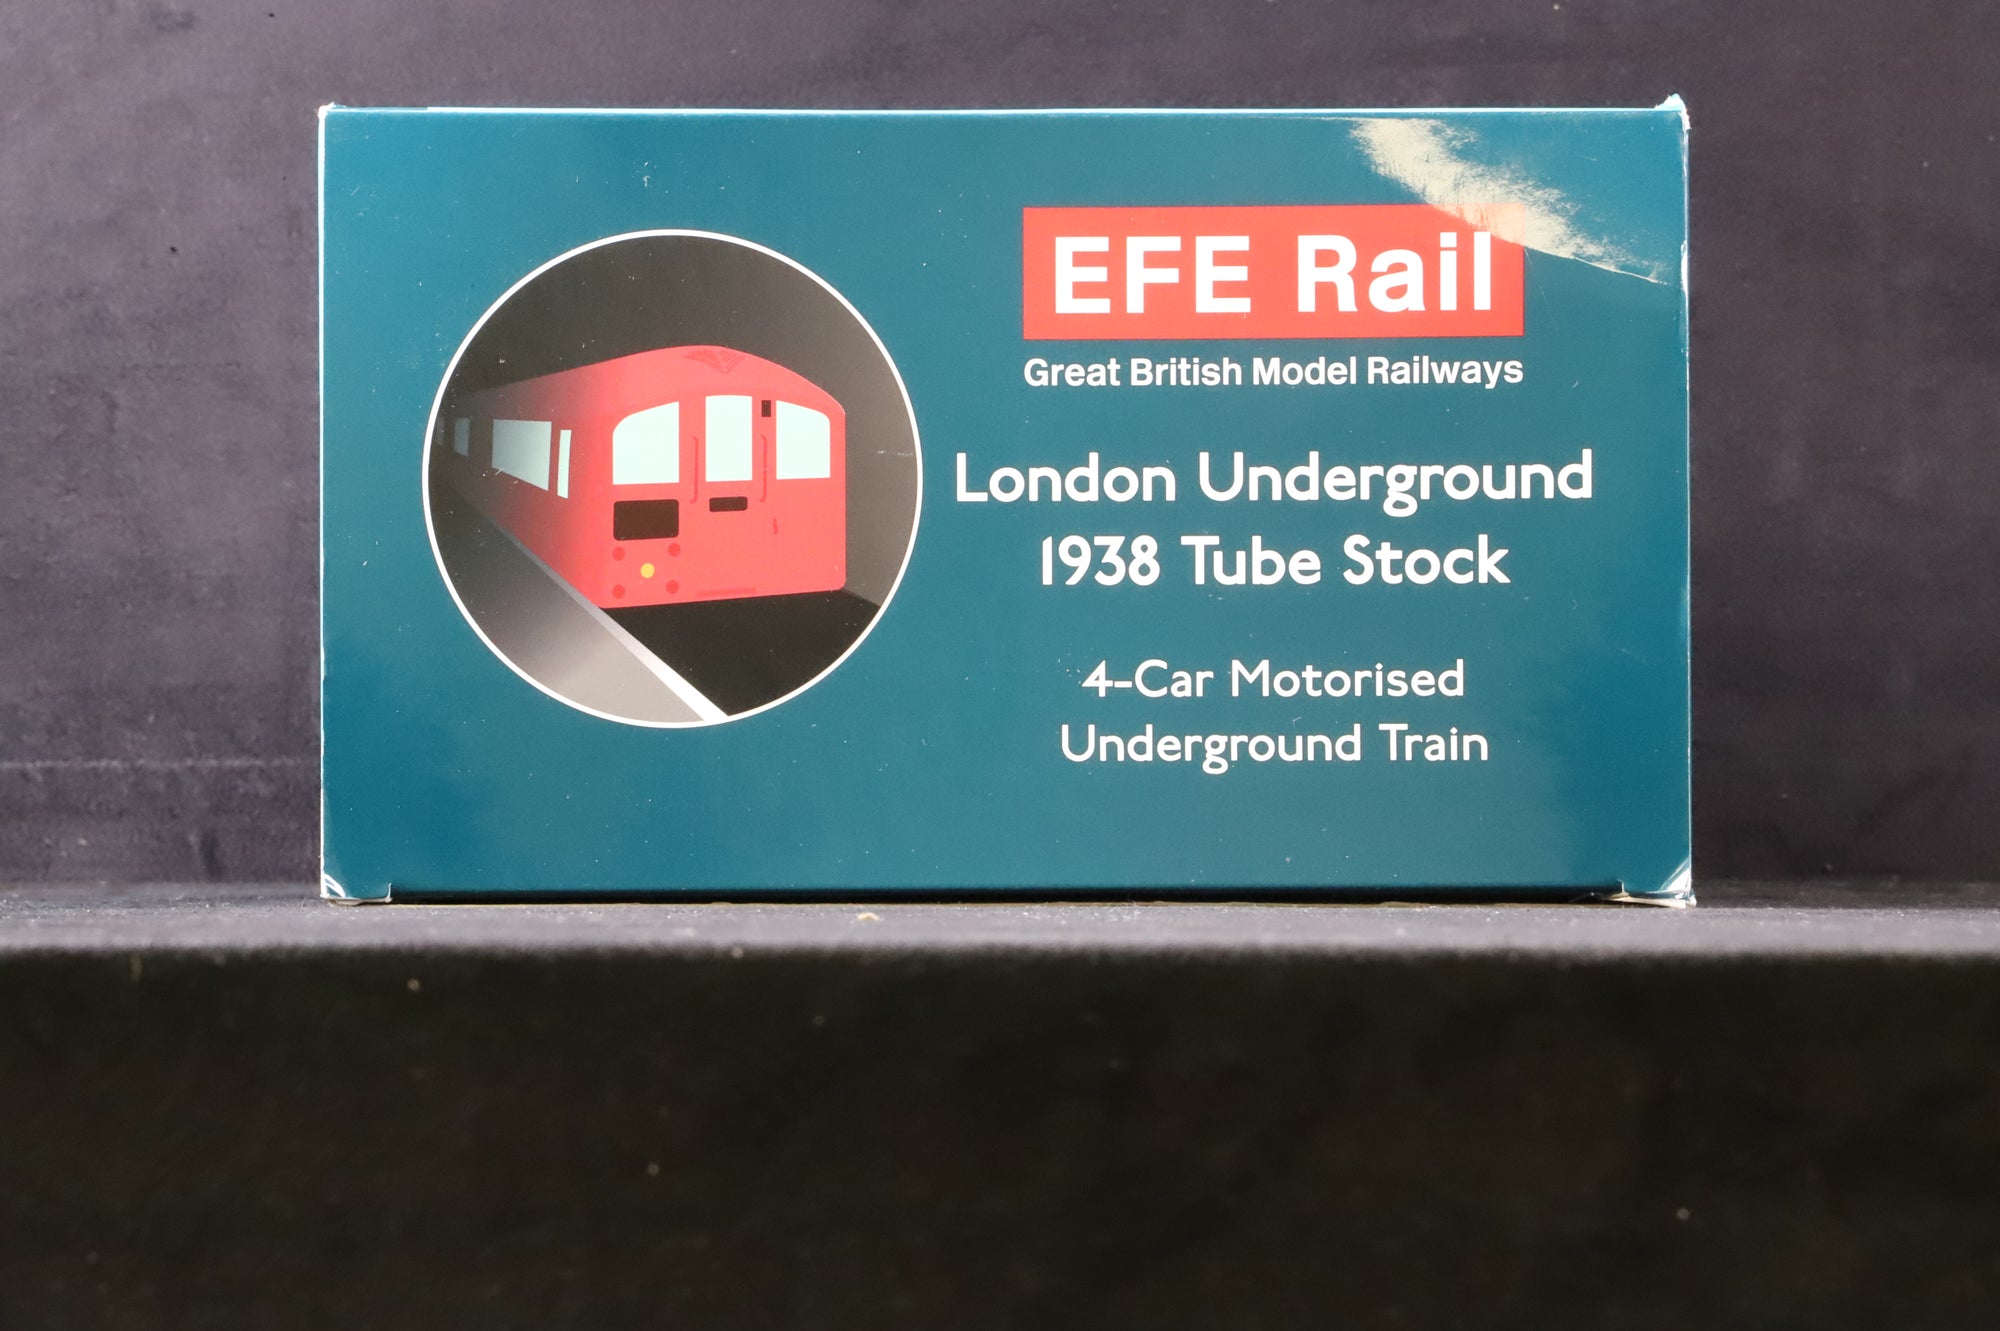 EFE Rail
Great British Model Railways
London Underground
1938 Tube Stock
4-Car Motorised
Underground Train